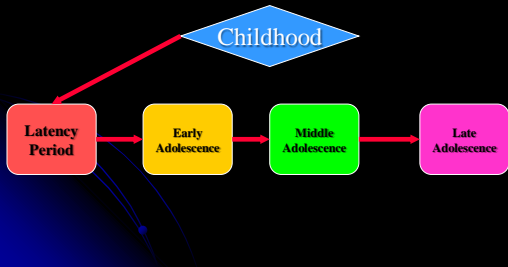 Childhood
Latency
Period
Early
Adolescence
Middle
Adolescence
Late
Adolescence